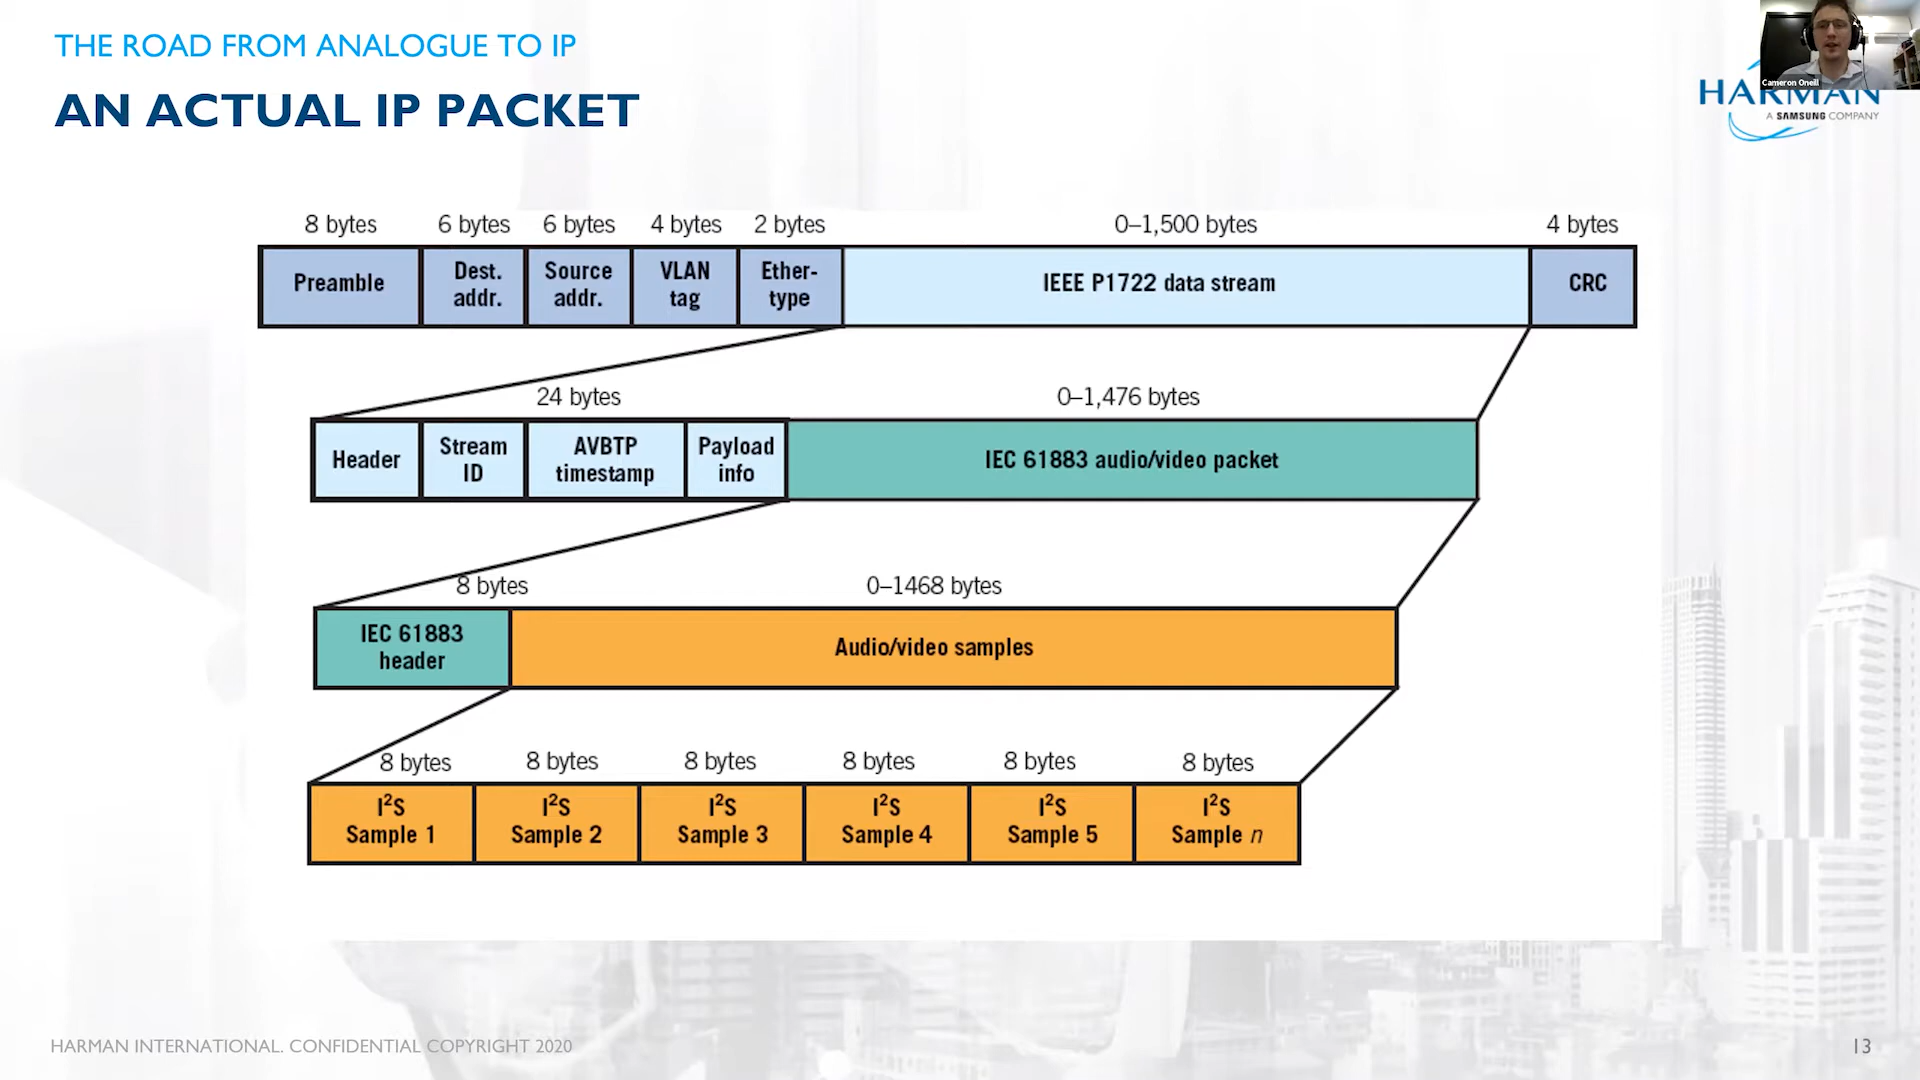 THE ROAD FROM ANALOGUE TO IP
AN ACTUAL IP PACKET
Cameron Oneill
HARMAN
A SAMSUNG COMPANY
8 bytes 6 bytes 6 bytes 4 bytes 2 bytes 0–1,500 bytes 4 bytes
Preamble
Dest.
addr.
Source
addr.
VLAN
tag
Ether-
type
IEEE P1722 data stream
CRC
24 bytes 0–1,476 bytes
Header
Stream
ID
AVBTP
timestamp
Payload
info
IEC 61883 audio/video packet
8 bytes 0–1468 bytes
IEC 61883
header
Audio/video samples
8 bytes 8 bytes 8 bytes 8 bytes 8 bytes 8 bytes
I²S
Sample 1
I²S
Sample 2
I²S
Sample 3
I²S
Sample 4
I²S
Sample 5
I²S
Sample n
HARMAN INTERNATIONAL. CONFIDENTIAL COPYRIGHT 2020
13